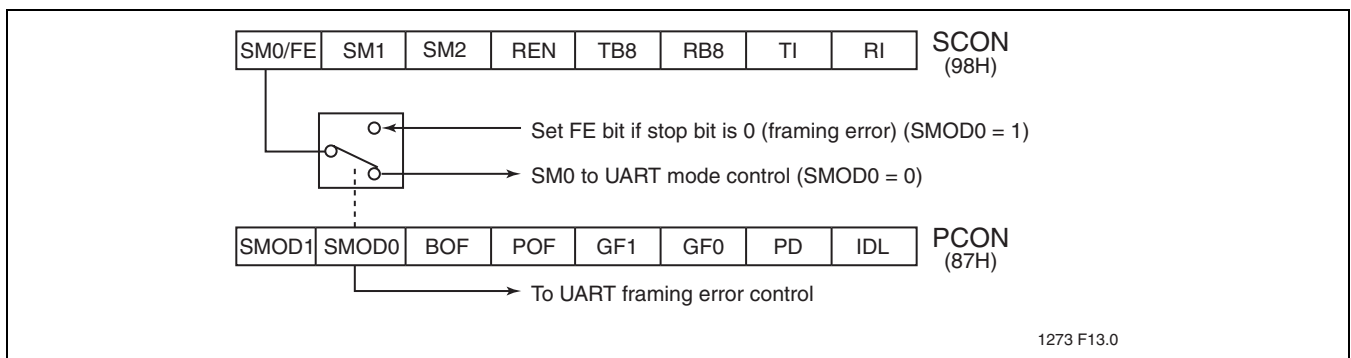 SM0/FE SM1 SM2 REN TB8 RB8 TI RI SCON
(98H)
Set FE bit if stop bit is 0 (framing error) (SMOD0 = 1)
SM0 to UART mode control (SMOD0 = 0)
SMOD1 SMOD0 BOF POF GF1 GF0 PD IDL PCON
(87H)
To UART framing error control
1273 F13.0